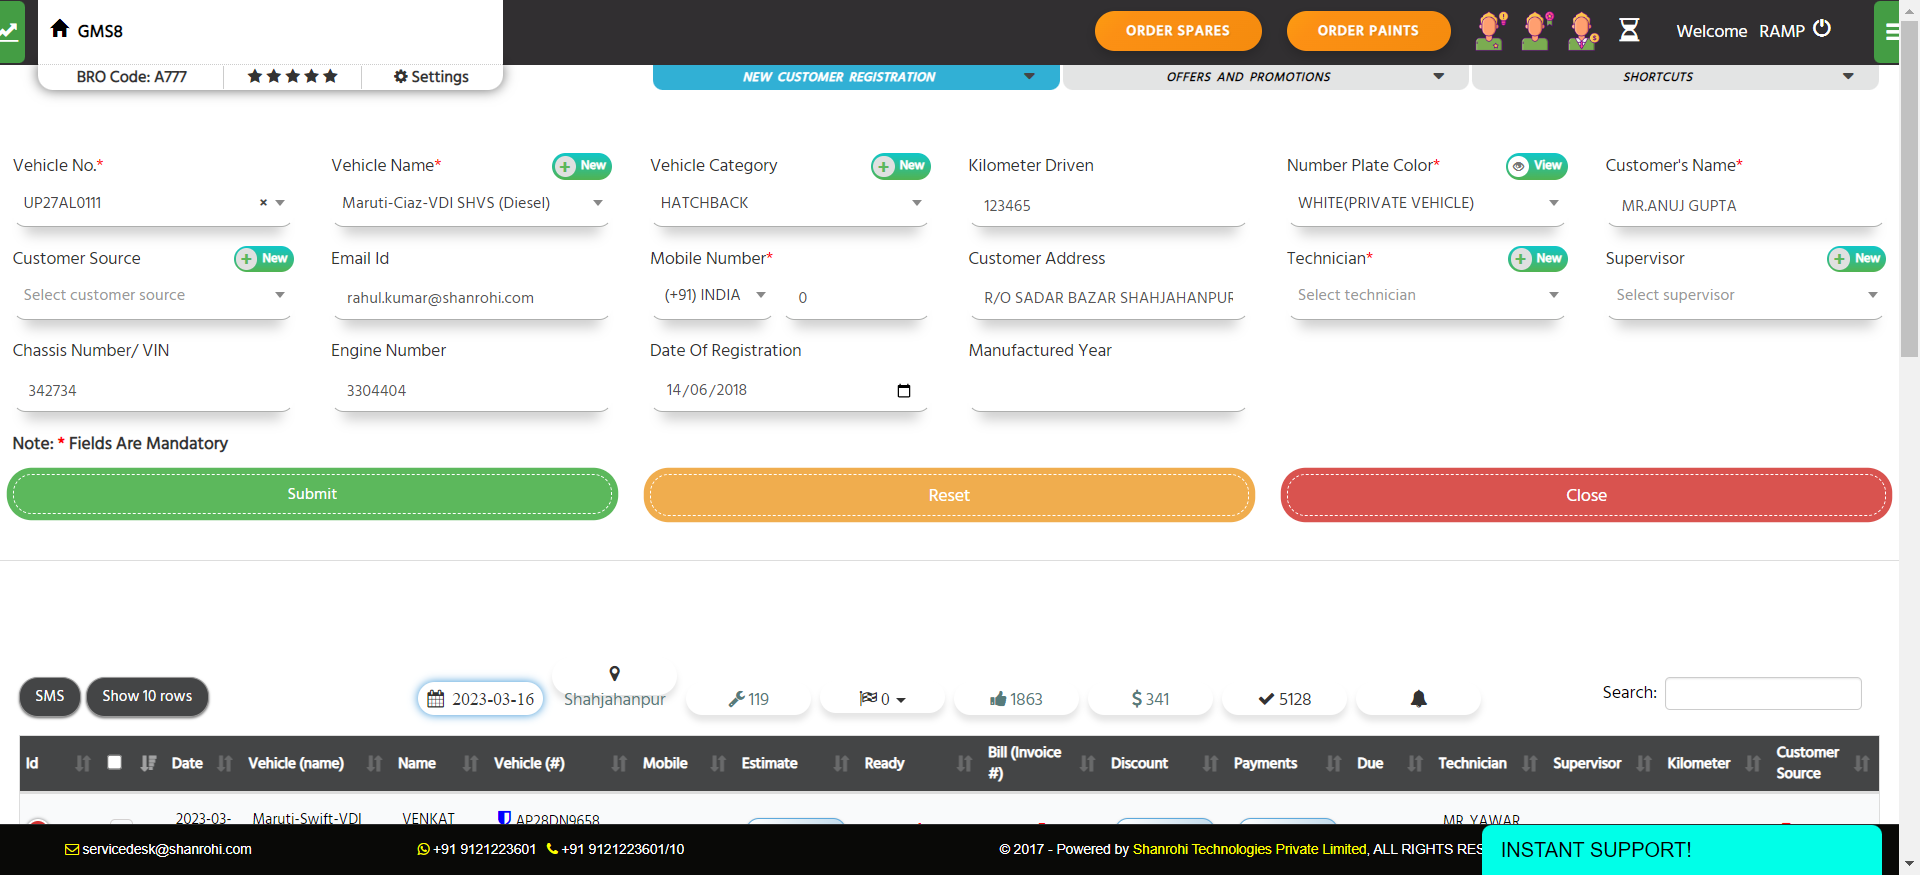 GMS8
ORDER SPARES
ORDER PAINTS
Welcome RAMP
BRO Code: A777
Settings
NEW CUSTOMER REGISTRATION
OFFERS AND PROMOTIONS
SHORTCUTS
Vehicle No.*
New
Vehicle Name*
New
Vehicle Category
Kilometer Driven
Number Plate Color*
View
Customer's Name*
UP27AL0111
×
Maruti-Ciaz-VDI SHVS (Diesel)
HATCHBACK
123465
WHITE(PRIVATE VEHICLE)
MR.ANUJ GUPTA
Customer Source
New
Email Id
Mobile Number*
Customer Address
Technician*
New
Supervisor
New
Select customer source
rahul.kumar@shanrohi.com
(+91) INDIA
0
R/O SADAR BAZAR SHAHJAHANPUR
Select technician
Select supervisor
Chassis Number/ VIN
Engine Number
Date Of Registration
Manufactured Year
342734
3304404
14/06/2018
Note: * Fields Are Mandatory
Submit
Reset
Close
SMS
Show 10 rows
2023-03-16
Shahjahanpur
119
0
1863
$ 341
5128
Search:
Id
Date
Vehicle (name)
Name
Vehicle (#)
Mobile
Estimate
Ready
Bill (Invoice
#)
Discount
Payments
Due
Technician
Supervisor
Kilometer
Customer
Source
2023-03-
Maruti-Swift-VDI
VENKAT
AP28DN9658
MR. YAWAR
servicedesk@shanrohi.com
+91 9121223601
+91 9121223601/10
© 2017 - Powered by Shanrohi Technologies Private Limited, ALL RIGHTS RES
INSTANT SUPPORT!